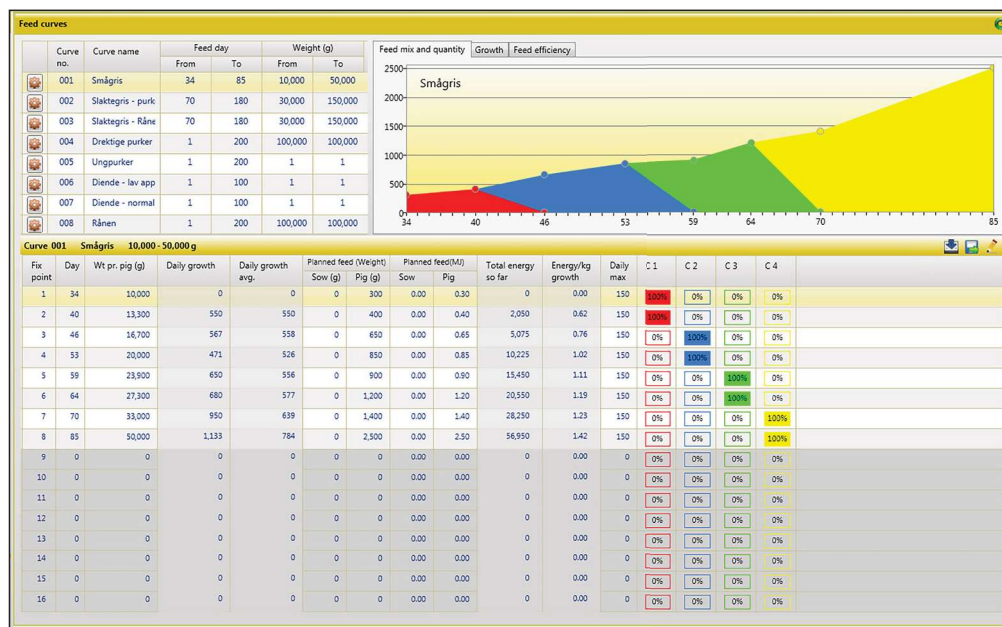 Feed curves
Curve no. Curve name Feed day Weight (g)
From To From To
001 Smågris 34 85 10,000 50,000
002 Slaktegris - purk 70 180 30,000 150,000
003 Slaktegris - Råne 70 180 30,000 150,000
004 Drektige purker 1 200 100,000 100,000
005 Ungpurker 1 200 1 1
006 Diende - lav app 1 100 1 1
007 Diende - normal 1 100 1 1
008 Rånen 1 200 100,000 100,000
Feed mix and quantity Growth Feed efficiency
Smågris
2500
2000
1500
1000
500
0
34 40 46 53 59 64 70 85
Curve 001 Smågris 10,000 - 50,000 g
Fix point Day Wt pr. pig (g) Daily growth Daily growth avg. Planned feed (Weight) Planned feed(MJ) Total energy so far Energy/kg growth Daily max C 1 C 2 C 3 C 4
Sow (g) Pig (g) Sow Pig
1 34 10,000 0 0 0 300 0.00 0.30 0 0.00 150 100% 0% 0% 0%
2 40 13,300 550 550 0 400 0.00 0.40 2,050 0.62 150 100% 0% 0% 0%
3 46 16,700 567 558 0 650 0.00 0.65 5,075 0.76 150 0% 100% 0% 0%
4 53 20,000 471 526 0 850 0.00 0.85 10,225 1.02 150 0% 100% 0% 0%
5 59 23,900 650 556 0 900 0.00 0.90 15,450 1.11 150 0% 0% 100% 0%
6 64 27,300 680 577 0 1,200 0.00 1.20 20,550 1.19 150 0% 0% 100% 0%
7 70 33,000 950 639 0 1,400 0.00 1.40 28,250 1.23 150 0% 0% 0% 100%
8 85 50,000 1,133 784 0 2,500 0.00 2.50 56,950 1.42 150 0% 0% 0% 100%
9 0 0 0 0 0 0 0.00 0.00 0 0.00 0 0% 0% 0% 0%
10 0 0 0 0 0 0 0.00 0.00 0 0.00 0 0% 0% 0% 0%
11 0 0 0 0 0 0 0.00 0.00 0 0.00 0 0% 0% 0% 0%
12 0 0 0 0 0 0 0.00 0.00 0 0.00 0 0% 0% 0% 0%
13 0 0 0 0 0 0 0.00 0.00 0 0.00 0 0% 0% 0% 0%
14 0 0 0 0 0 0 0.00 0.00 0 0.00 0 0% 0% 0% 0%
15 0 0 0 0 0 0 0.00 0.00 0 0.00 0 0% 0% 0% 0%
16 0 0 0 0 0 0 0.00 0.00 0 0.00 0 0% 0% 0% 0%